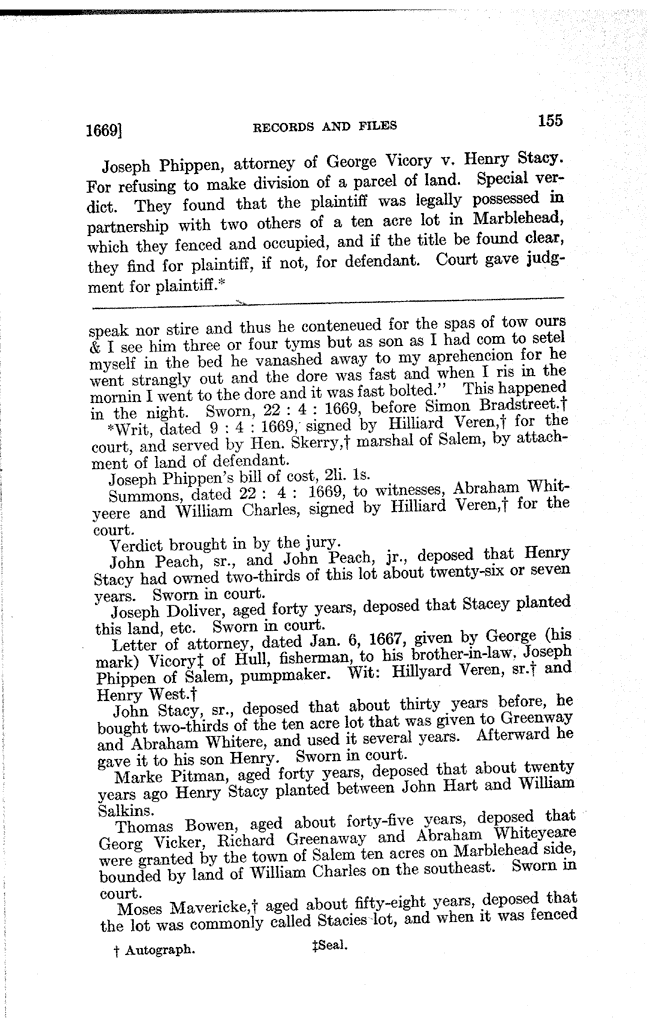 1669] RECORDS AND FILES 155
Joseph Phippen, attorney of George Vicory v. Henry Stacy.
For refusing to make division of a parcel of land. Special ver-
dict. They found that the plaintiff was legally possessed in
partnership with two others of a ten acre lot in Marblehead,
which they fenced and occupied, and if the title be found clear,
they find for plaintiff, if not, for defendant. Court gave judg-
ment for plaintiff.*
speak nor stire and thus he conteneued for the spas of tow ours
& I see him three or four tyms but as son as I had com to setel
myself in the bed he vanashed away to my aprehencion for he
went strangly out and the dore was fast and when I ris in the
mornin I went to the dore and it was fast bolted.” This happened
in the night. Sworn, 22 : 4 : 1669, before Simon Bradstreet.†
*Writ, dated 9 : 4 : 1669, signed by Hilliard Veren,† for the
court, and served by Hen. Skerry,† marshal of Salem, by attach-
ment of land of defendant.
Joseph Phippen's bill of cost, 2li. 1s.
Summons, dated 22 : 4 : 1669, to witnesses, Abraham Whit-
yeere and William Charles, signed by Hilliard Veren,† for the
court.
Verdict brought in by the jury.
John Peach, sr., and John Peach, jr., deposed that Henry
Stacy had owned two-thirds of this lot about twenty-six or seven
years. Sworn in court.
Joseph Doliver, aged forty years, deposed that Stacey planted
this land, etc. Sworn in court.
Letter of attorney, dated Jan. 6, 1667, given by George (his
mark) Vicory‡ of Hull, fisherman, to his brother-in-law, Joseph
Phippen of Salem, pumpmaker. Wit: Hillyard Veren, sr.† and
Henry West.†
John Stacy, sr., deposed that about thirty years before, he
bought two-thirds of the ten acre lot that was given to Greenway
and Abraham Whitere, and used it several years. Afterward he
gave it to his son Henry. Sworn in court.
Marke Pitman, aged forty years, deposed that about twenty
years ago Henry Stacy planted between John Hart and William
Salkins.
Thomas Bowen, aged about forty-five years, deposed that
Georg Vicker, Richard Greenaway and Abraham Whiteyeare
were granted by the town of Salem ten acres on Marblehead side,
bounded by land of William Charles on the southeast. Sworn in
court.
Moses Mavericke,† aged about fifty-eight years, deposed that
the lot was commonly called Stacies lot, and when it was fenced
† Autograph. ‡Seal.